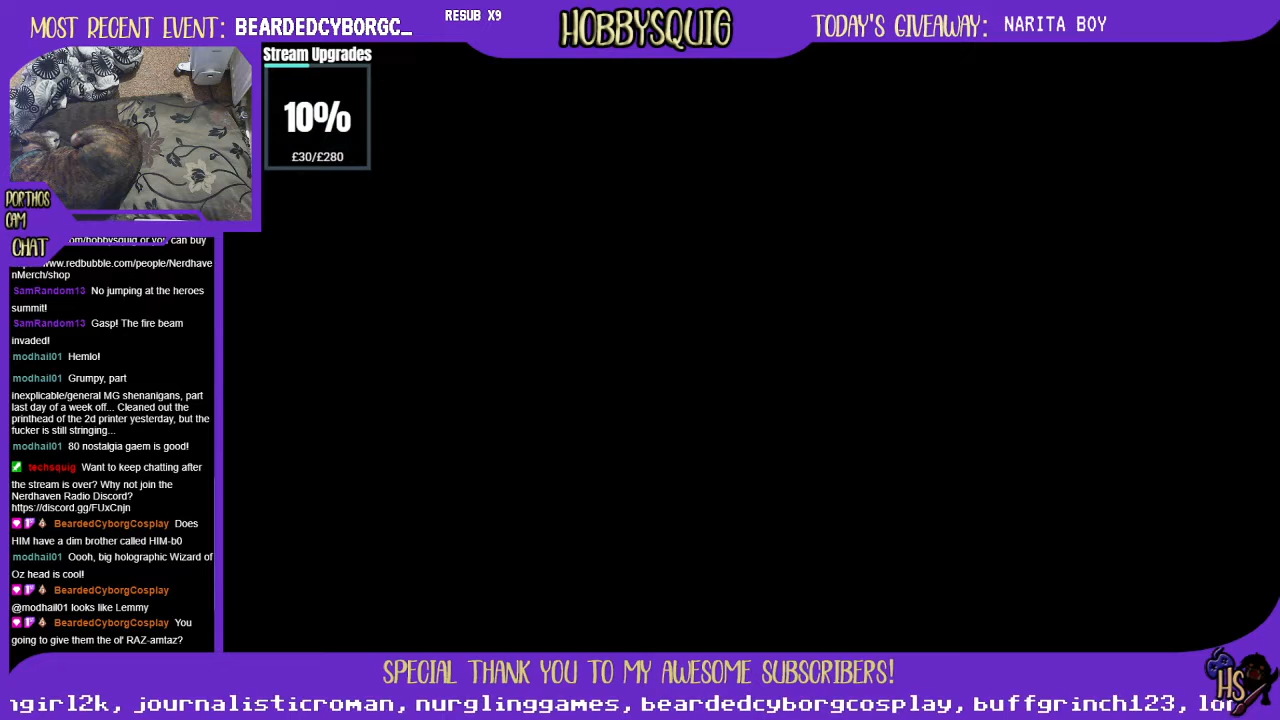 MOST RECENT EVENT: BEARDEDCYBORGC_
RESUB X9
HOBBYSQUIG
TODAY'S GIVEAWAY: NARITA BOY
Stream Upgrades
10%
£30/£280
PORTHOS
CAM
CHAT
om/hobbysquig or you can buy
www.redbubble.com/people/Nerdhave
nMerch/shop
SamRandom13 No jumping at the heroes
summit!
SamRandom13 Gasp! The fire beam
invaded!
modhail01 Hemlo!
modhail01 Grumpy, part
inexplicable/general MG shenanigans, part
last day of a week off... Cleaned out the
printhead of the 2d printer yesterday, but the
fucker is still stringing...
modhail01 80 nostalgia gaem is good!
techsquig Want to keep chatting after
the stream is over? Why not join the
Nerdhaven Radio Discord?
https://discord.gg/FUxCnjn
BeardedCyborgCosplay Does
HIM have a dim brother called HIM-b0
modhail01 Oooh, big holographic Wizard of
Oz head is cool!
BeardedCyborgCosplay
@modhail01 looks like Lemmy
BeardedCyborgCosplay You
going to give them the ol' RAZ-amtaz?
SPECIAL THANK YOU TO MY AWESOME SUBSCRIBERS!
HS
ngirl2k, journalisticroman, nurglinggames, beardedcyborgcosplay, buffgrinch123, lor